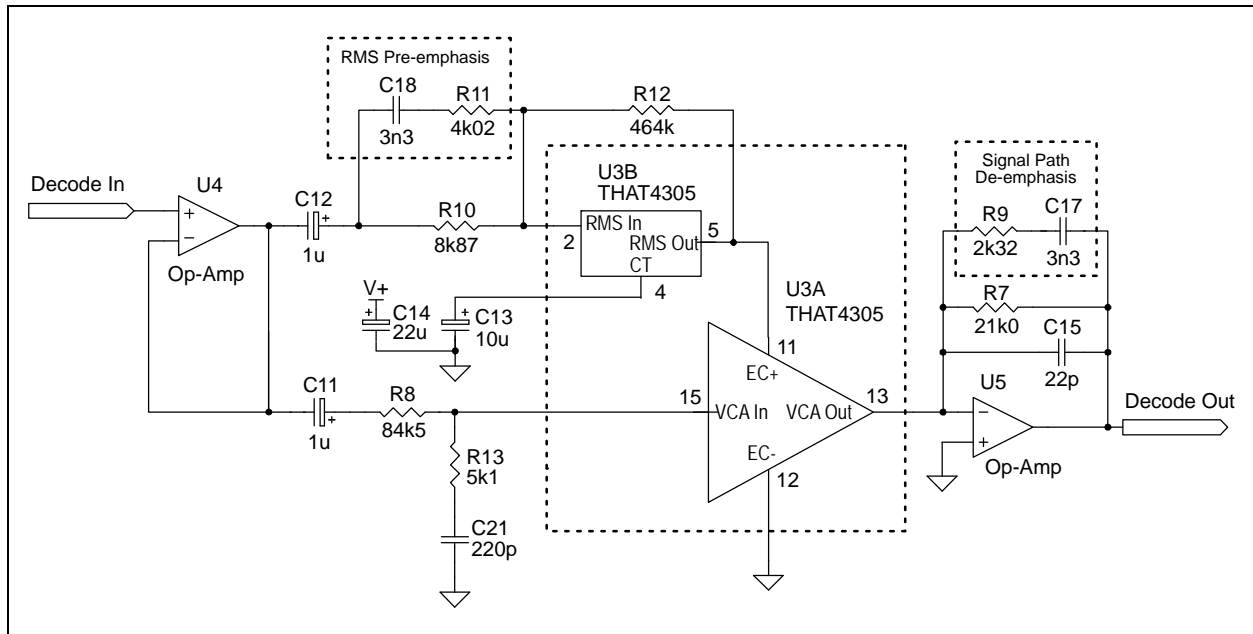 RMS Pre-emphasis
C18
3n3
R11
4k02
R12
464k
Decode In
U4
+
−
Op-Amp
C12
+
1u
R10
8k87
U3B
THAT4305
2
RMS In
RMS Out
5
CT
4
V+
+
C14
22u
+
C13
10u
U3A
THAT4305
11
EC+
15
VCA In
VCA Out
13
EC-
12
C11
+
1u
R8
84k5
R13
5k1
C21
220p
Signal Path
De-emphasis
R9
2k32
C17
3n3
R7
21k0
C15
22p
U5
−
+
Op-Amp
Decode Out